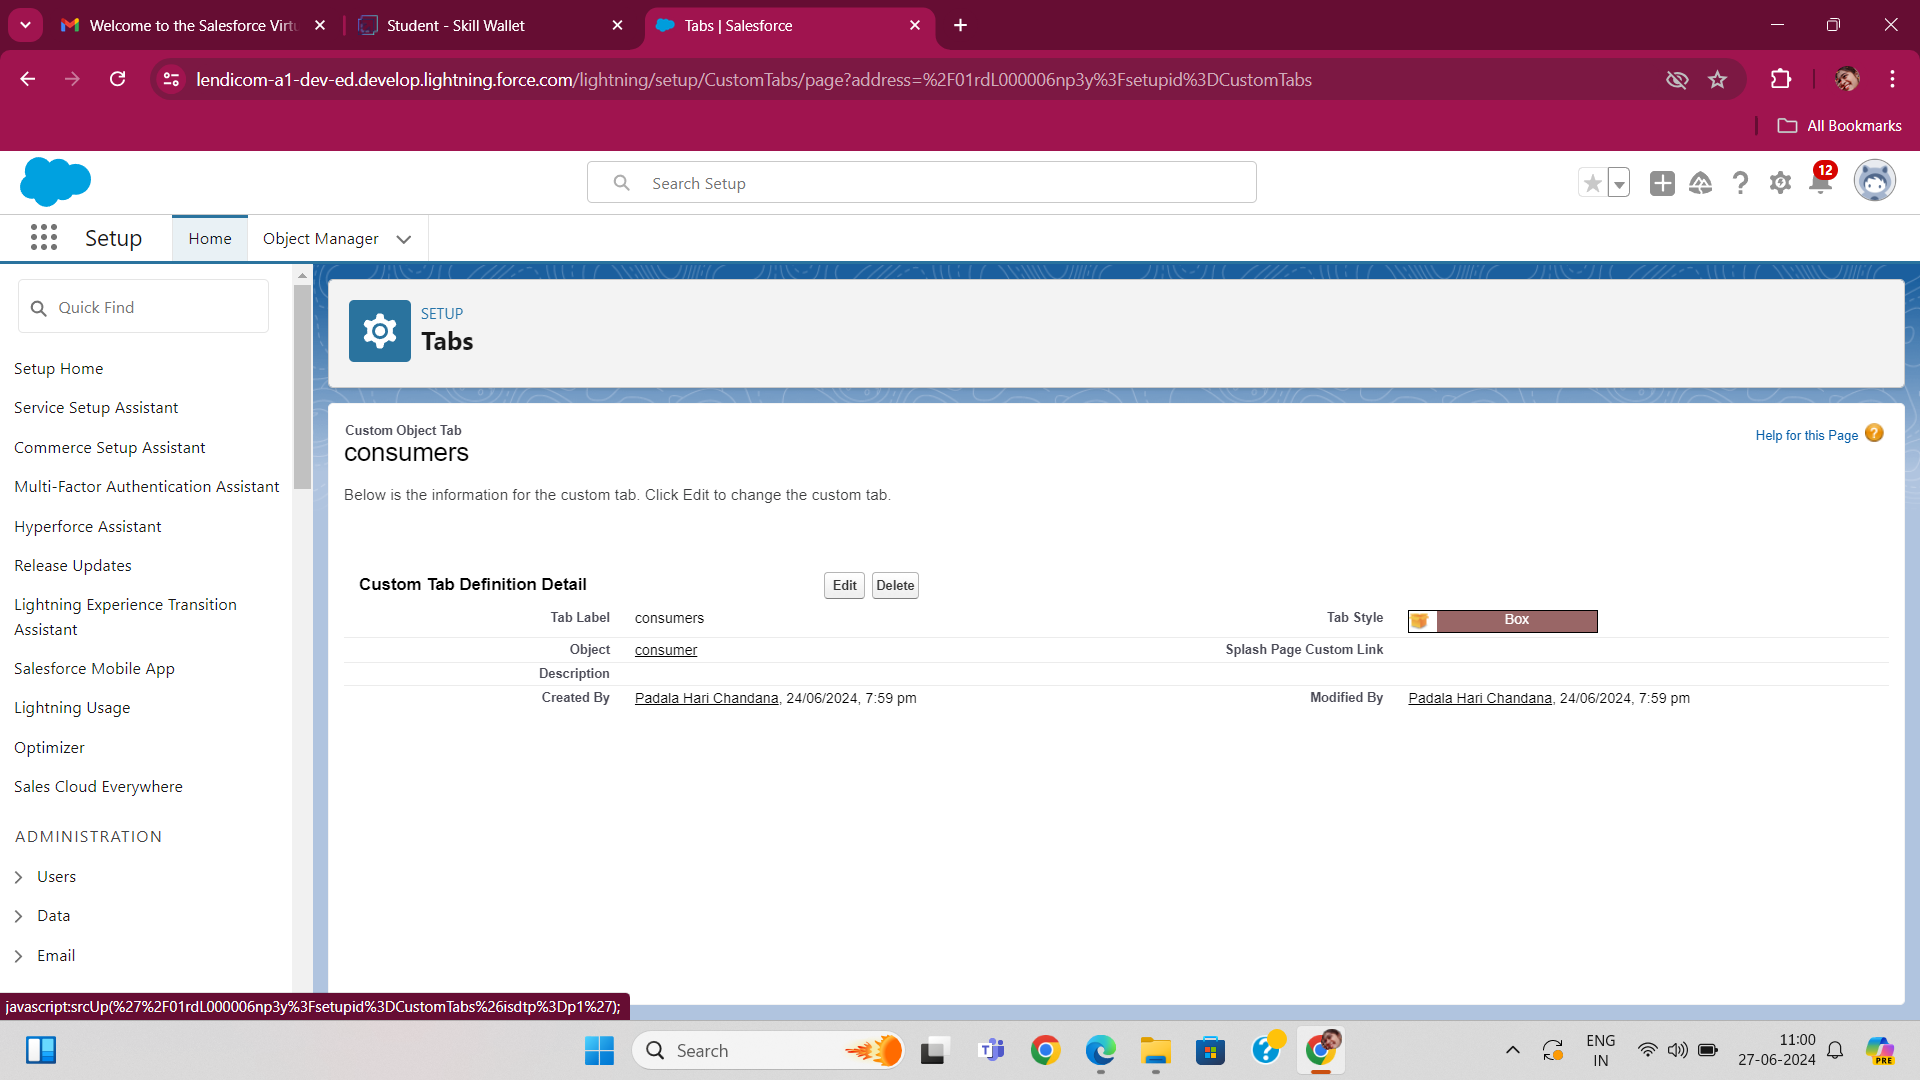 Welcome to the Salesforce Virtu
Student - Skill Wallet
Tabs | Salesforce
lendicom-a1-dev-ed.develop.lightning.force.com/lightning/setup/CustomTabs/page?address=%2F01rdL000006np3y%3Fsetupid%3DCustomTabs
All Bookmarks
Search Setup
12
Setup
Home
Object Manager
Quick Find
Setup Home
Service Setup Assistant
Commerce Setup Assistant
Multi-Factor Authentication Assistant
Hyperforce Assistant
Release Updates
Lightning Experience Transition
Assistant
Salesforce Mobile App
Lightning Usage
Optimizer
Sales Cloud Everywhere
ADMINISTRATION
Users
Data
Email
SETUP
Tabs
Custom Object Tab
consumers
Help for this Page
Below is the information for the custom tab. Click Edit to change the custom tab.
Custom Tab Definition Detail
Edit
Delete
Tab Label consumers
Tab Style Box
Object consumer
Splash Page Custom Link
Description
Created By Padala Hari Chandana, 24/06/2024, 7:59 pm
Modified By Padala Hari Chandana, 24/06/2024, 7:59 pm
javascript:srcUp(%27%2F01rdL000006np3y%3Fsetupid%3DCustomTabs%26isdtp%3Dp1%27);
Search
ENG
IN
11:00
27-06-2024
PRE